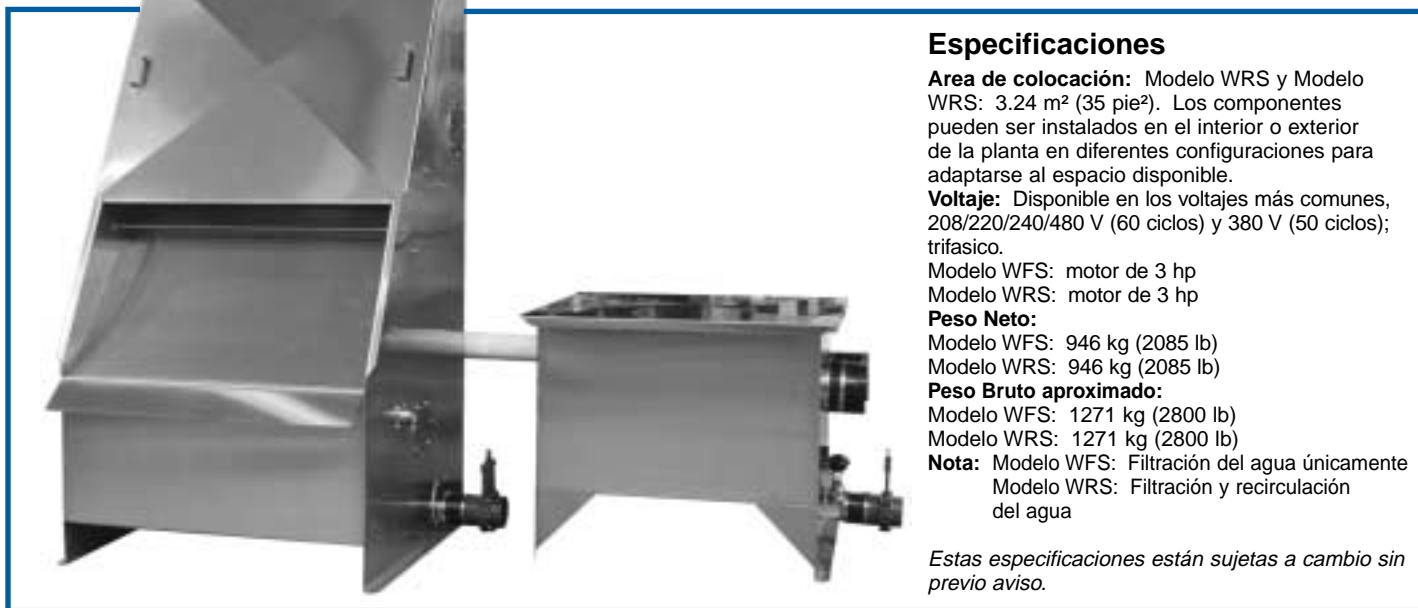 Especificaciones
Area de colocación: Modelo WRS y Modelo
WRS: 3.24 m² (35 pie²). Los componentes
pueden ser instalados en el interior o exterior
de la planta en diferentes configuraciones para
adaptarse al espacio disponible.
Voltaje: Disponible en los voltajes más comunes,
208/220/240/480 V (60 ciclos) y 380 V (50 ciclos);
trifasico.
Modelo WFS: motor de 3 hp
Modelo WRS: motor de 3 hp
Peso Neto:
Modelo WFS: 946 kg (2085 lb)
Modelo WRS: 946 kg (2085 lb)
Peso Bruto aproximado:
Modelo WFS: 1271 kg (2800 lb)
Modelo WRS: 1271 kg (2800 lb)
Nota: Modelo WFS: Filtración del agua únicamente
Modelo WRS: Filtración y recirculación
del agua
Estas especificaciones están sujetas a cambio sin
previo aviso.